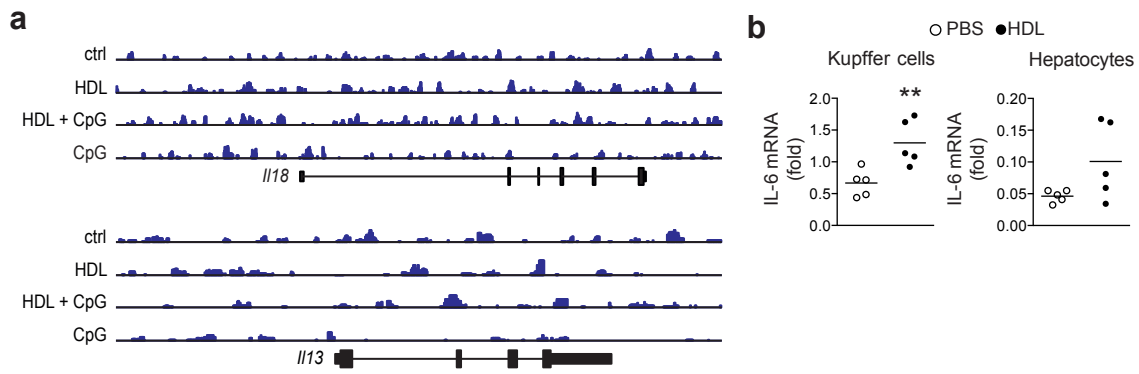 a
ctrl
HDL
HDL + CpG
CpG
Il18
ctrl
HDL
HDL + CpG
CpG
Il13
b
PBS HDL
Kupffer cells
**
IL-6 mRNA
(fold)
2.0
1.5
1.0
0.5
0.0
Hepatocytes
IL-6 mRNA
(fold)
0.20
0.15
0.10
0.05
0.00